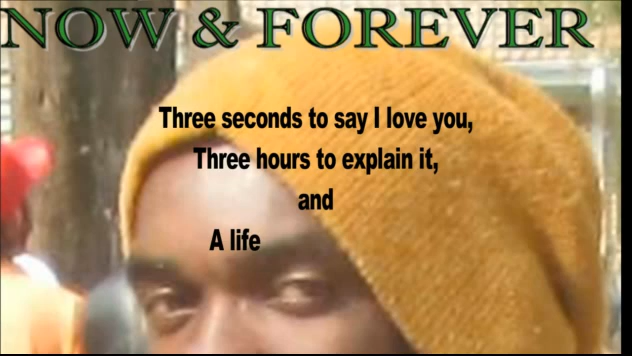 NOW & FOREVER
Three seconds to say I love you,
Three hours to explain it,
and
A life